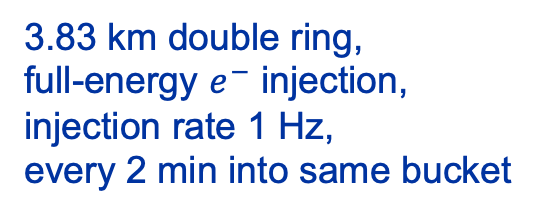 3.83 km double ring,
full-energy e⁻ injection,
injection rate 1 Hz,
every 2 min into same bucket